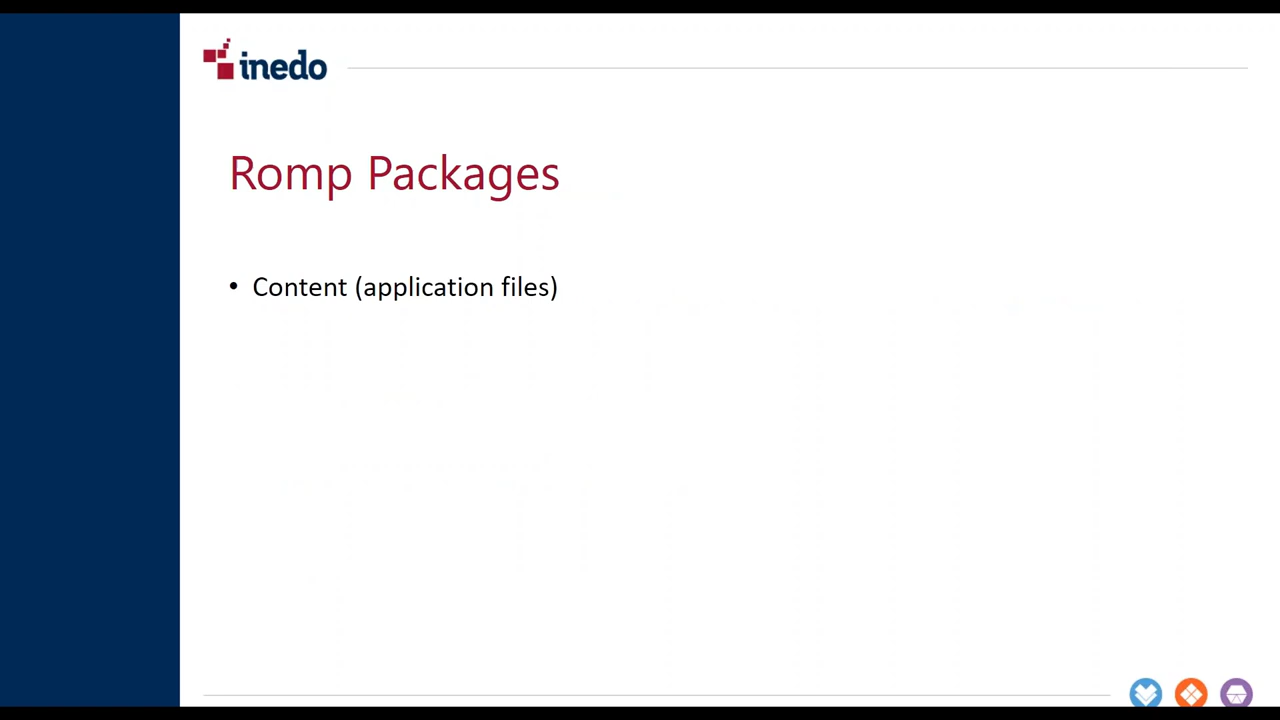 inedo
Romp Packages
• Content (application files)